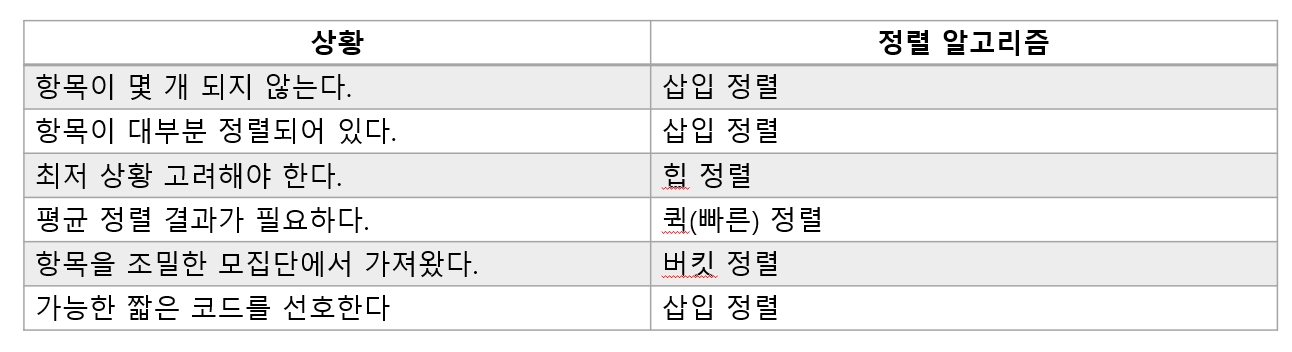 상황 정렬 알고리즘
항목이 몇 개 되지 않는다. 삽입 정렬
항목이 대부분 정렬되어 있다. 삽입 정렬
최저 상황 고려해야 한다. 힙 정렬
평균 정렬 결과가 필요하다. 퀵(빠른) 정렬
항목을 조밀한 모집단에서 가져왔다. 버킷 정렬
가능한 짧은 코드를 선호한다 삽입 정렬